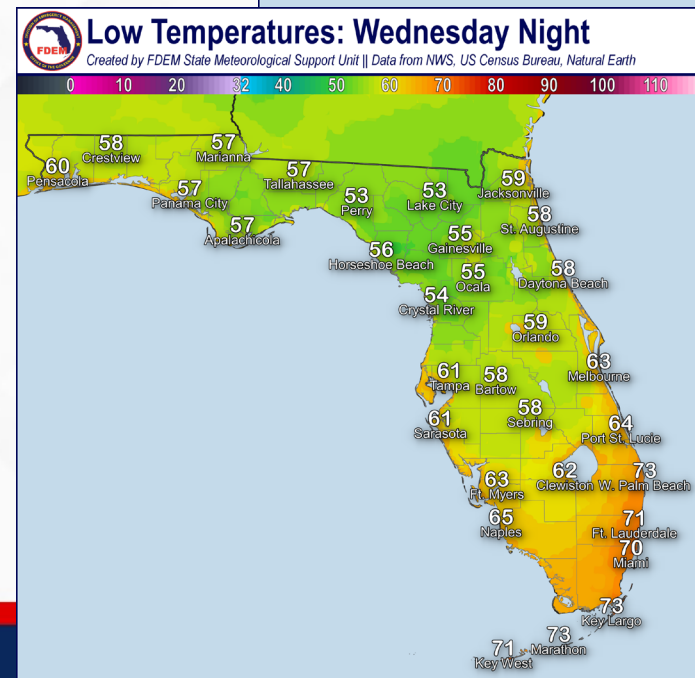 Low Temperatures: Wednesday Night
Created by FDEM State Meteorological Support Unit || Data from NWS, US Census Bureau, Natural Earth
FDEM
0 10 20 32 40 50 60 70 80 90 100 110
58
Crestview
57
Marianna
60
Pensacola
57
Tallahassee
57
Panama City
53
Perry
53
Lake City
59
Jacksonville
57
Apalachicola
58
St. Augustine
55
Gainesville
56
Horseshoe Beach
55
Ocala
58
Daytona Beach
54
Crystal River
59
Orlando
63
Melbourne
61
Tampa
58
Bartow
61
Sarasota
58
Sebring
64
Port St. Lucie
63
Ft. Myers
62
Clewiston
73
W. Palm Beach
65
Naples
71
Ft. Lauderdale
70
Miami
73
Key Largo
73
Marathon
71
Key West